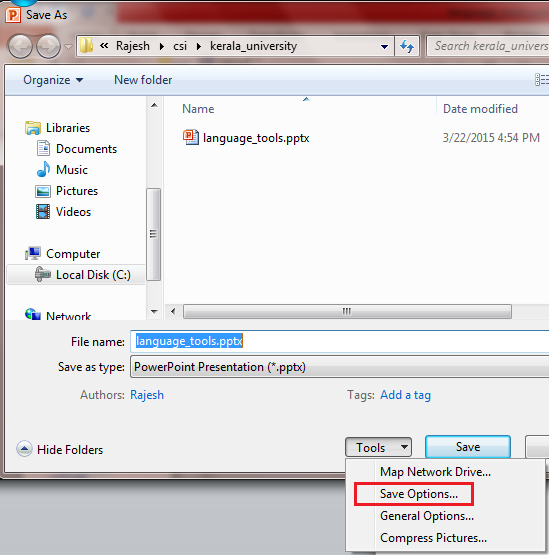 Save As
« Rajesh ▸ csi ▸ kerala_university
Search kerala_univers
Organize ▾ New folder
Name Date modified
Libraries
language_tools.pptx 3/22/2015 4:54 PM
Documents
Music
Pictures
Videos
Computer
Local Disk (C:)
Network
File name: language_tools.pptx
Save as type: PowerPoint Presentation (*.pptx)
Authors: Rajesh Tags: Add a tag
Hide Folders Tools Save
Map Network Drive...
Save Options...
General Options...
Compress Pictures...